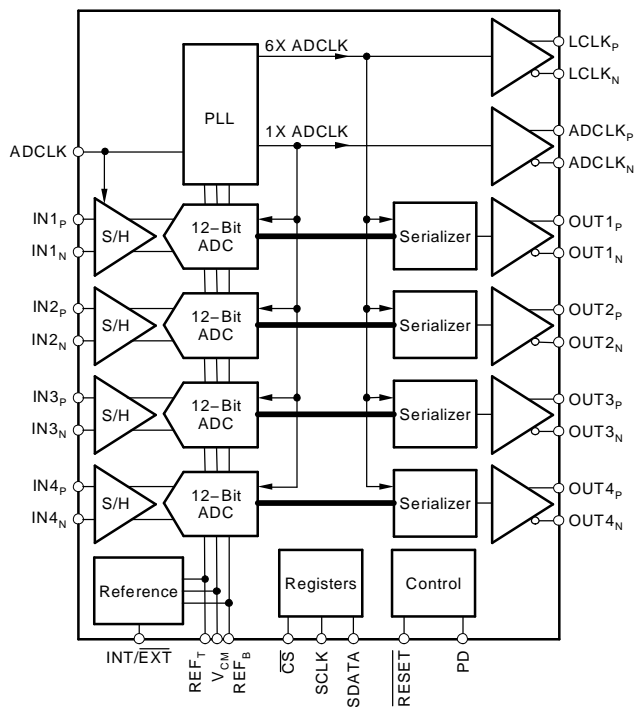 6X ADCLK
LCLKP
LCLKN
PLL
1X ADCLK
ADCLK
ADCLKP
ADCLKN
IN1P
S/H
12−Bit
ADC
Serializer
OUT1P
IN1N
OUT1N
IN2P
S/H
12−Bit
ADC
Serializer
OUT2P
IN2N
OUT2N
IN3P
S/H
12−Bit
ADC
Serializer
OUT3P
IN3N
OUT3N
IN4P
S/H
12−Bit
ADC
Serializer
OUT4P
IN4N
OUT4N
Reference
Registers
Control
INT/EXT
REFT
VCM
REFB
CS
SCLK
SDATA
RESET
PD